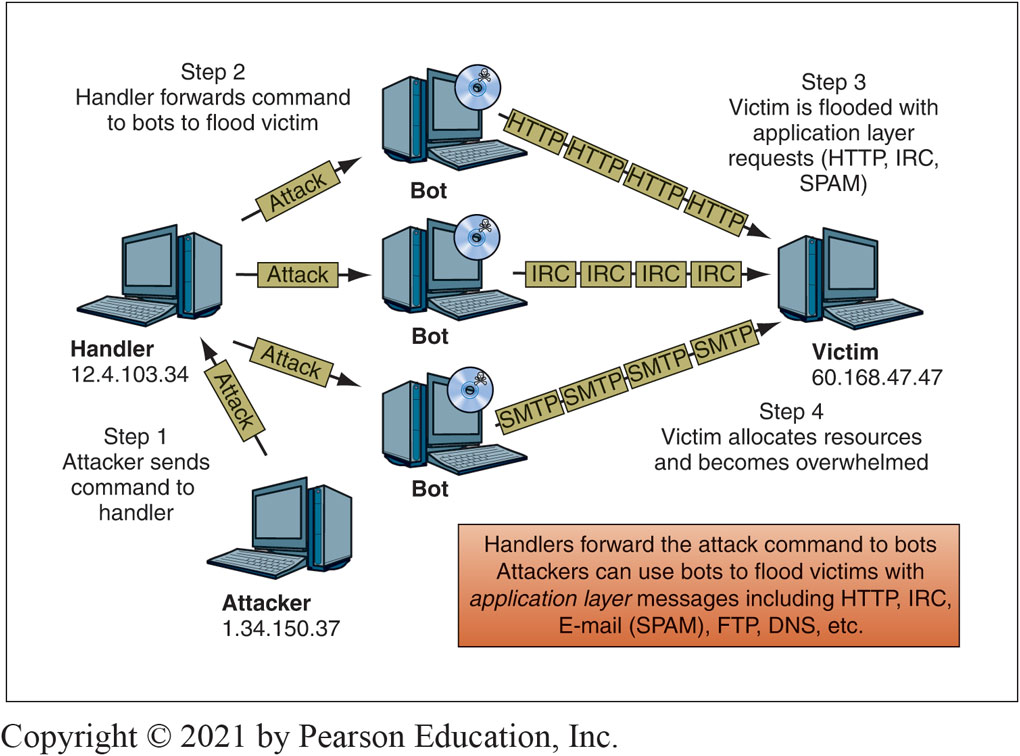 Step 2
Handler forwards command
to bots to flood victim
Step 3
Victim is flooded with
application layer
requests (HTTP, IRC,
SPAM)
Attack
Bot
HTTP HTTP HTTP HTTP
Attack
Bot
IRC IRC IRC IRC
Handler
12.4.103.34
Attack
Bot
SMTP SMTP SMTP SMTP
Victim
60.168.47.47
Attack
Step 1
Attacker sends
command to
handler
Step 4
Victim allocates resources
and becomes overwhelmed
Attacker
1.34.150.37
Handlers forward the attack command to bots
Attackers can use bots to flood victims with
application layer messages including HTTP, IRC,
E-mail (SPAM), FTP, DNS, etc.
Copyright © 2021 by Pearson Education, Inc.